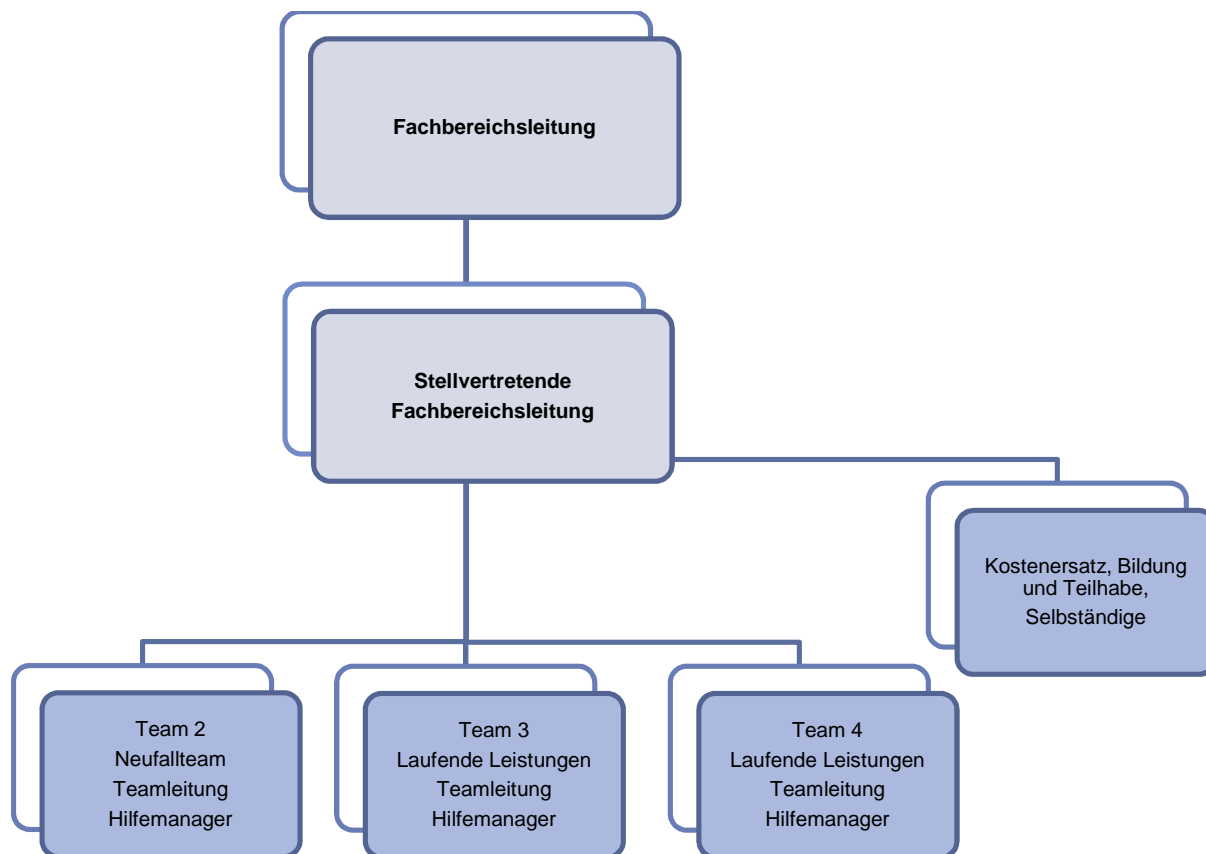 Fachbereichsleitung
Stellvertretende
Fachbereichsleitung
Kostenersatz, Bildung
und Teilhabe,
Selbständige
Team 2
Neufallteam
Teamleitung
Hilfemanager
Team 3
Laufende Leistungen
Teamleitung
Hilfemanager
Team 4
Laufende Leistungen
Teamleitung
Hilfemanager